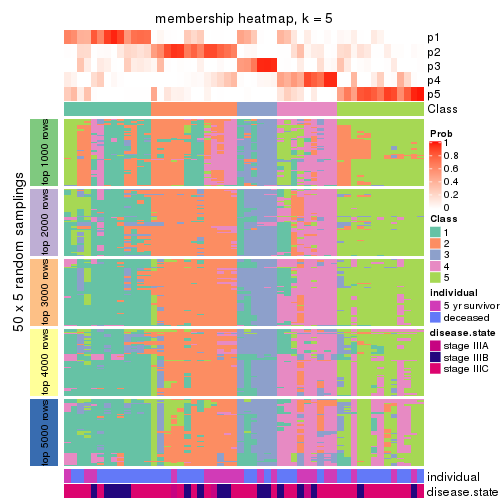 membership heatmap, k = 5
p1
p2
p3
p4
p5
Class
50 x 5 random samplings
top 1000 rows
top 2000 rows
top 3000 rows
top 4000 rows
top 5000 rows
individual
disease.state
Prob
1
0.8
0.6
0.4
0.2
0
Class
1
2
3
4
5
Individual
5 yr survivor
deceased
disease.state
stage IIIA
stage IIIB
stage IIIC